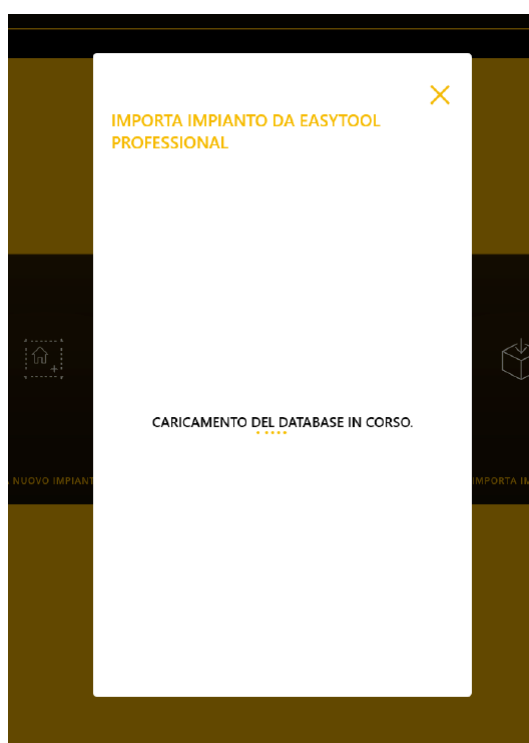 IMPORTA IMPIANTO DA EASYTOOL
PROFESSIONAL
CARICAMENTO DEL DATABASE IN CORSO.
NUOVO IMPIANT
IMPORTA IM